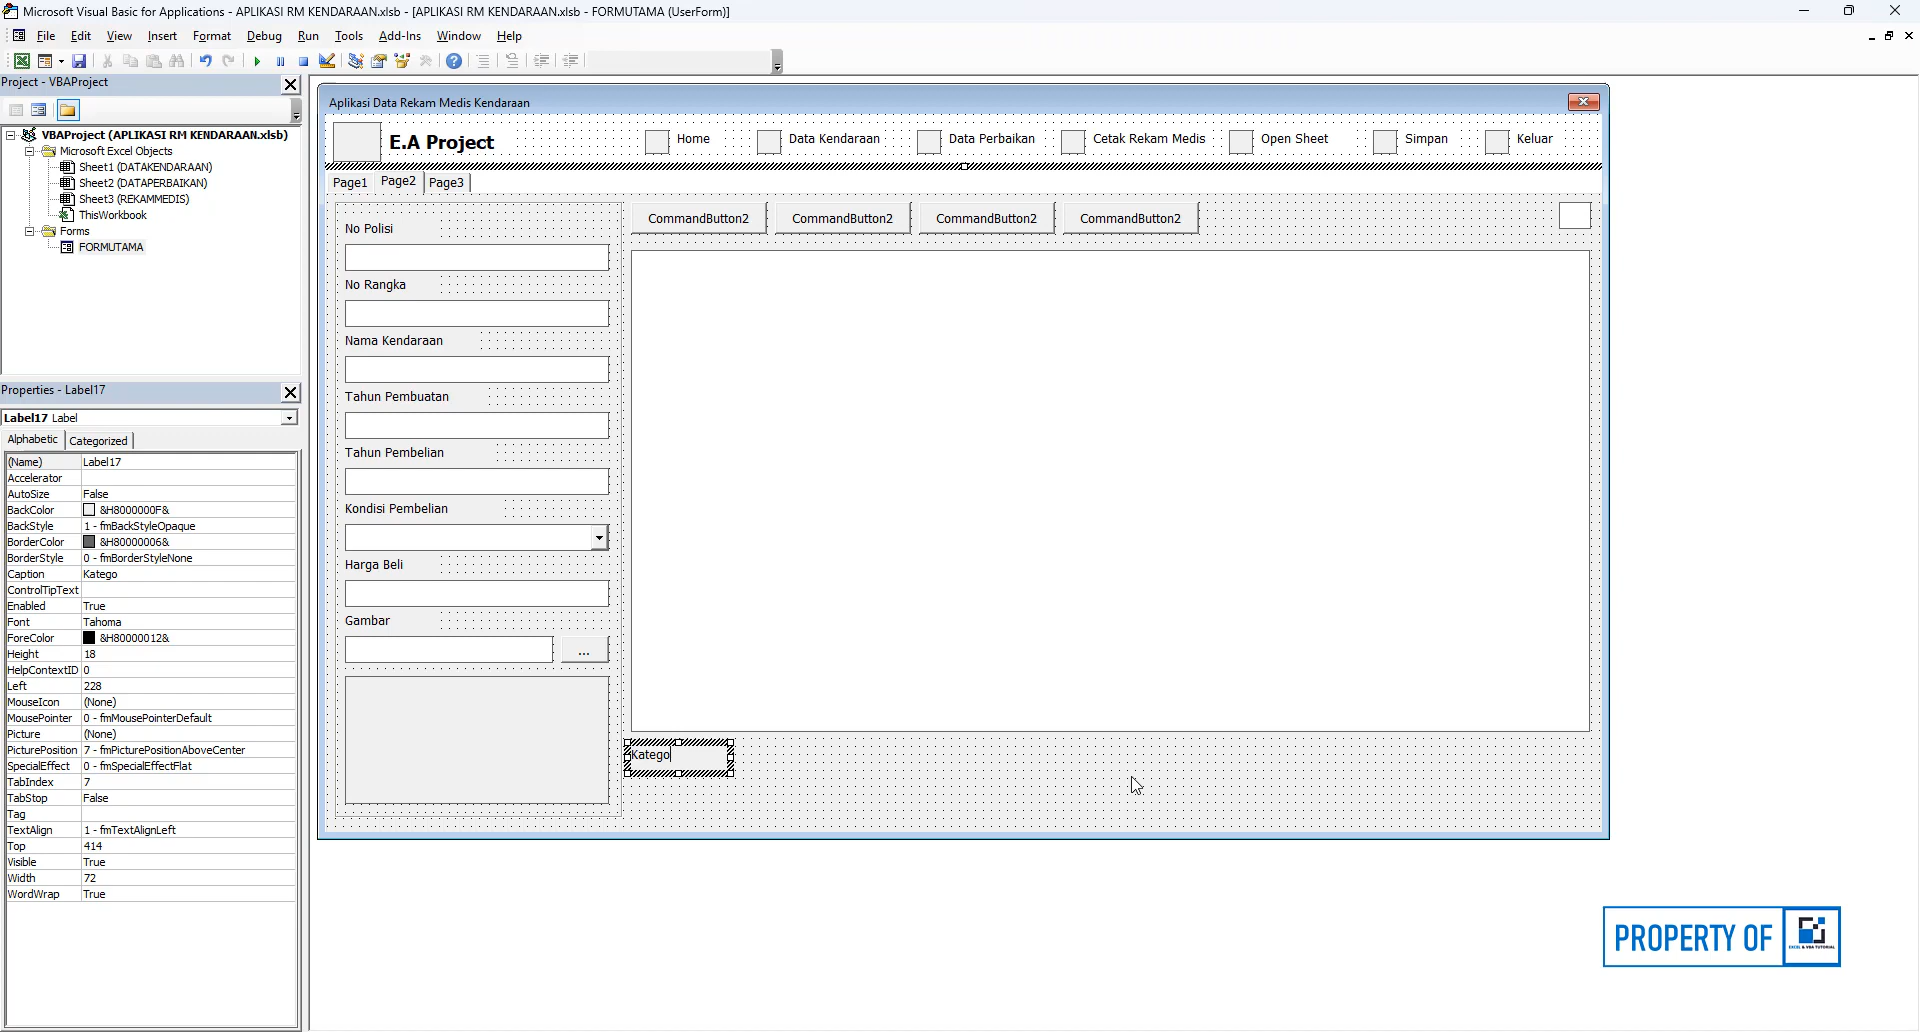 Microsoft Visual Basic for Applications - APLIKASI RM KENDARAAN.xlsb - [APLIKASI RM KENDARAAN.xlsb - FORMUTAMA (UserForm)]
File Edit View Insert Format Debug Run Tools Add-Ins Window Help
Project - VBAProject
VBAProject (APLIKASI RM KENDARAAN.xlsb)
Microsoft Excel Objects
Sheet1 (DATAKENDARAAN)
Sheet2 (DATAPERBAIKAN)
Sheet3 (REKAMMEDIS)
ThisWorkbook
Forms
FORMUTAMA
Properties - Label17
Label17 Label
Alphabetic Categorized
(Name) Label17
Accelerator
AutoSize False
BackColor &H8000000F&
BackStyle 1 - fmBackStyleOpaque
BorderColor &H80000006&
BorderStyle 0 - fmBorderStyleNone
Caption Katego
ControlTipText
Enabled True
Font Tahoma
ForeColor &H80000012&
Height 18
HelpContextID 0
Left 228
MouseIcon (None)
MousePointer 0 - fmMousePointerDefault
Picture (None)
PicturePosition 7 - fmPicturePositionAboveCenter
SpecialEffect 0 - fmSpecialEffectFlat
TabIndex 7
TabStop False
Tag
TextAlign 1 - fmTextAlignLeft
Top 414
Visible True
Width 72
WordWrap True
Aplikasi Data Rekam Medis Kendaraan
E.A Project Home Data Kendaraan Data Perbaikan Cetak Rekam Medis Open Sheet Simpan Keluar
Page1 Page2 Page3
CommandButton2 CommandButton2 CommandButton2 CommandButton2
No Polisi
No Rangka
Nama Kendaraan
Tahun Pembuatan
Tahun Pembelian
Kondisi Pembelian
Harga Beli
Gambar
...
Katego
PROPERTY OF
EXCEL & VBA TUTORIAL